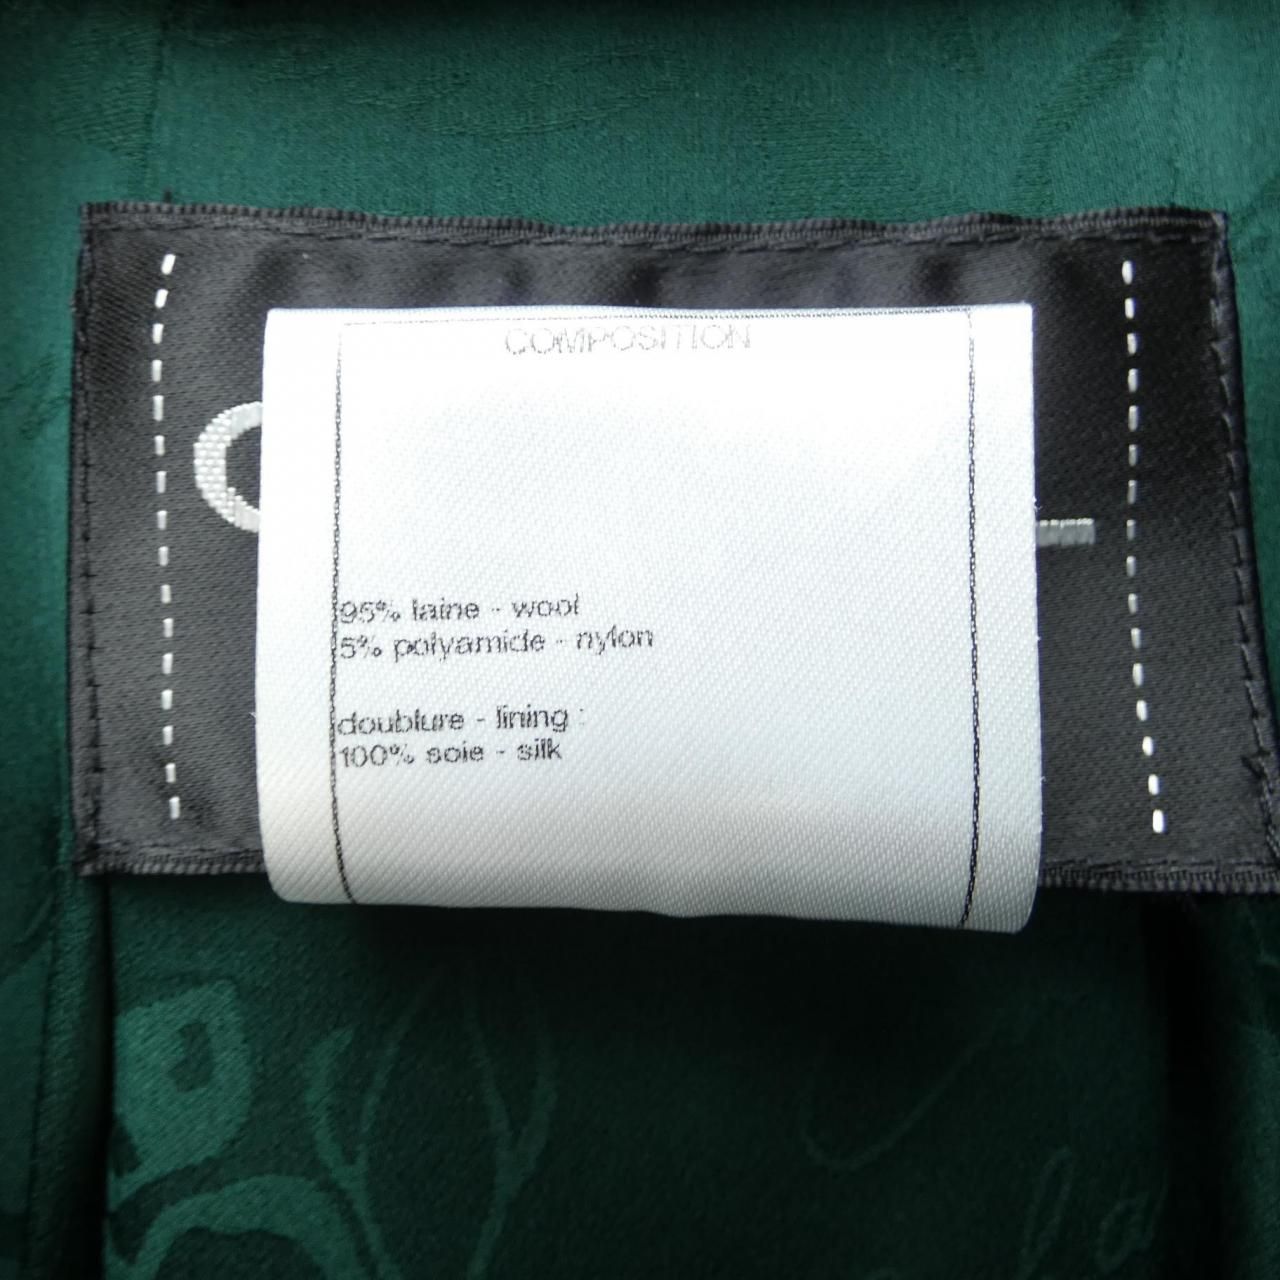 COMPOSITION
95% laine - wool
5% polyamide - nylon
doublure - lining :
100% soie - silk